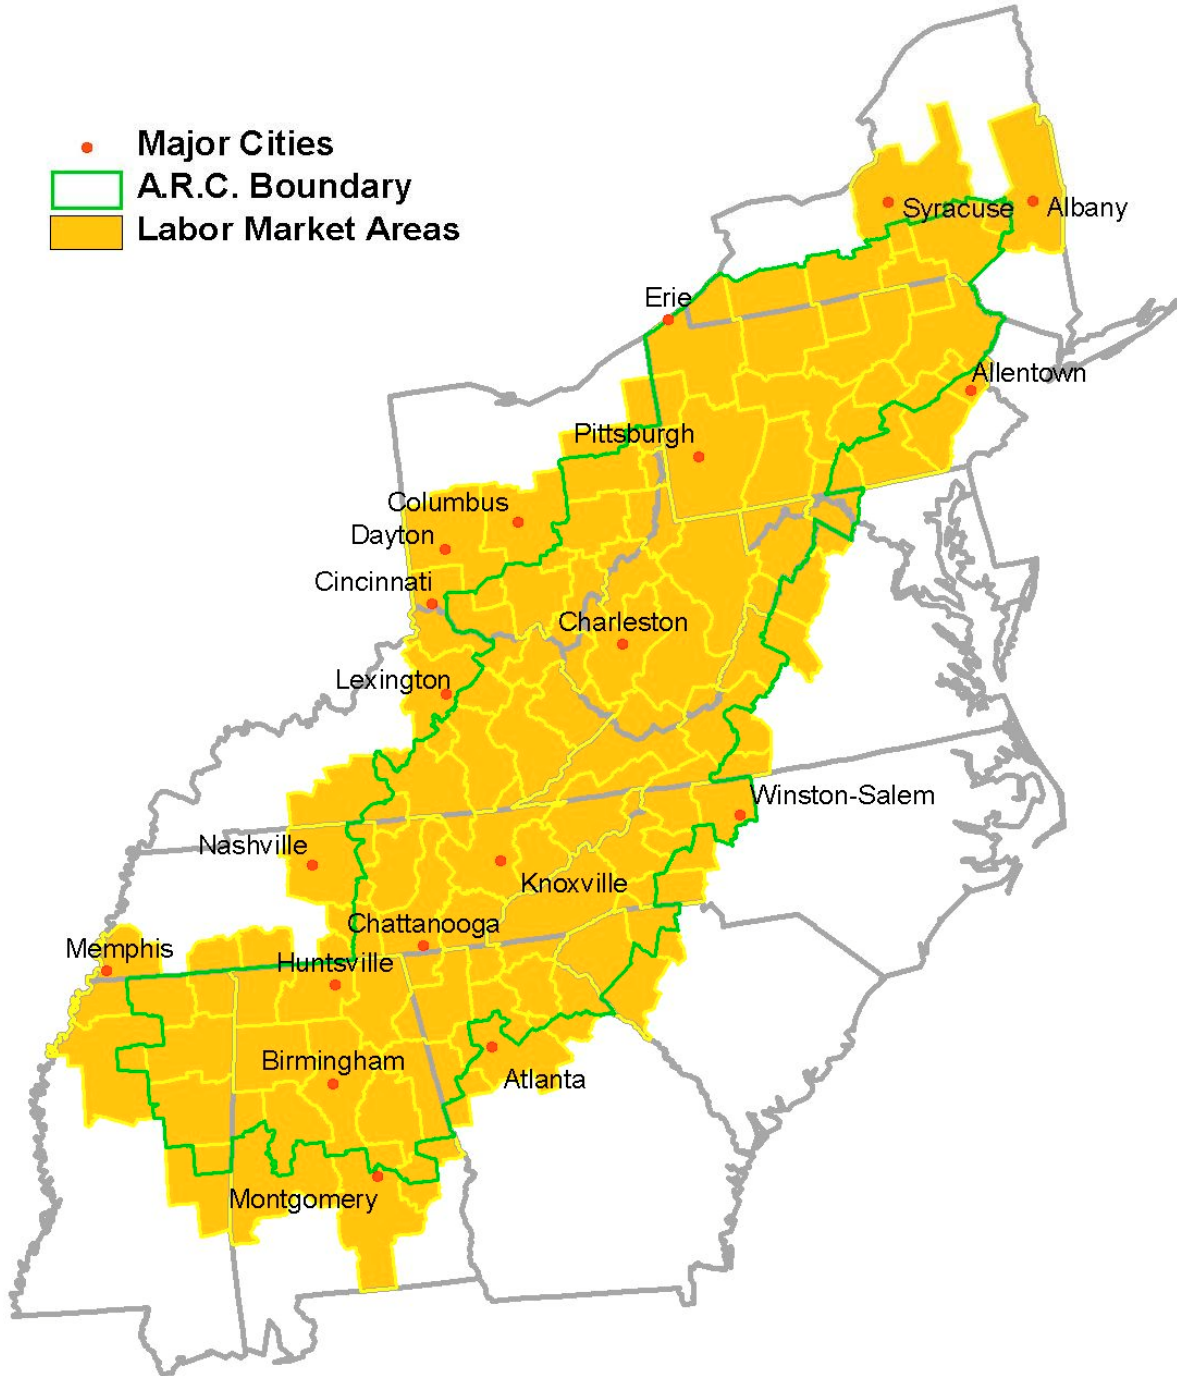 Major Cities
A.R.C. Boundary
Labor Market Areas
Syracuse
Albany
Erie
Allentown
Pittsburgh
Columbus
Dayton
Cincinnati
Charleston
Lexington
Winston-Salem
Nashville
Knoxville
Chattanooga
Memphis
Huntsville
Birmingham
Atlanta
Montgomery